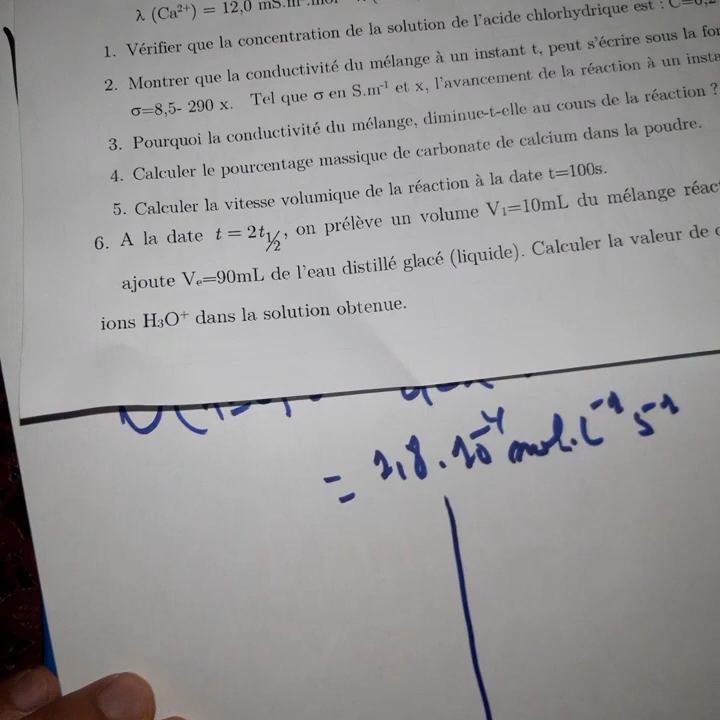 λ (Ca²⁺) = 12,0 mS.m².mol
1. Vérifier que la concentration de la solution de l'acide chlorhydrique est : C=0,2
2. Montrer que la conductivité du mélange à un instant t, peut s'écrire sous la
σ=8,5- 290 x. Tel que σ en S.m⁻¹ et x, l'avancement de la réaction à un
3. Pourquoi la conductivité du mélange, diminue-t-elle au cours de la réaction ?
4. Calculer le pourcentage massique de carbonate de calcium dans la poudre.
5. Calculer la vitesse volumique de la réaction à la date t=100s.
6. A la date t = 2t1/2, on prélève un volume V₁=10mL du mélange
ajoute Vₑ=90mL de l'eau distillé glacé (liquide). Calculer la valeur de
ions H₃O⁺ dans la solution obtenue.
= 1,8 . 10⁻⁴ mol.L⁻¹ s⁻¹